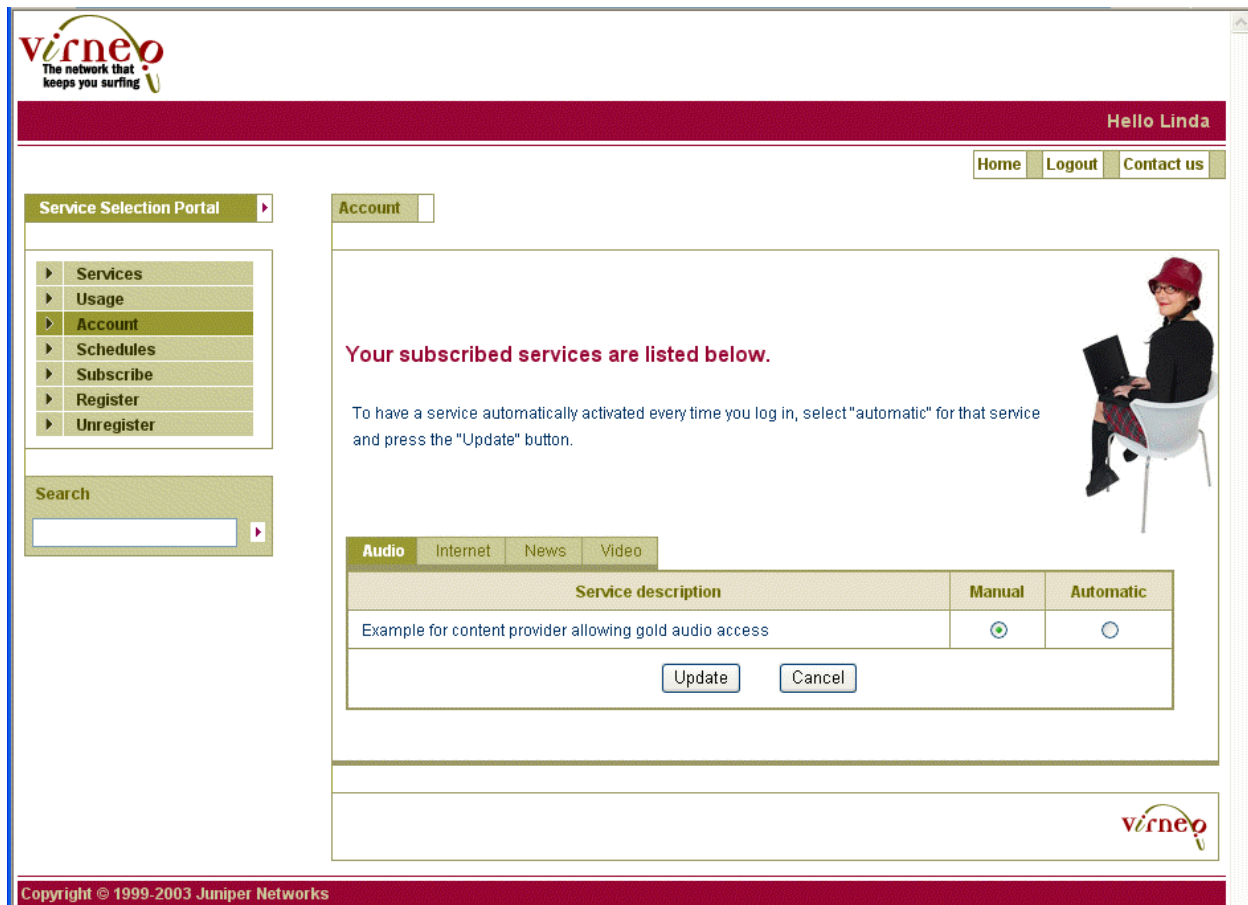 Virneo
The network that
keeps you surfing
Hello Linda
Home Logout Contact us
Service Selection Portal
Services
Usage
Account
Schedules
Subscribe
Register
Unregister
Search
Account
Your subscribed services are listed below.
To have a service automatically activated every time you log in, select "automatic" for that service
and press the "Update" button.
Audio Internet News Video
Service description Manual Automatic
Example for content provider allowing gold audio access
Update Cancel
virneo
Copyright © 1999-2003 Juniper Networks